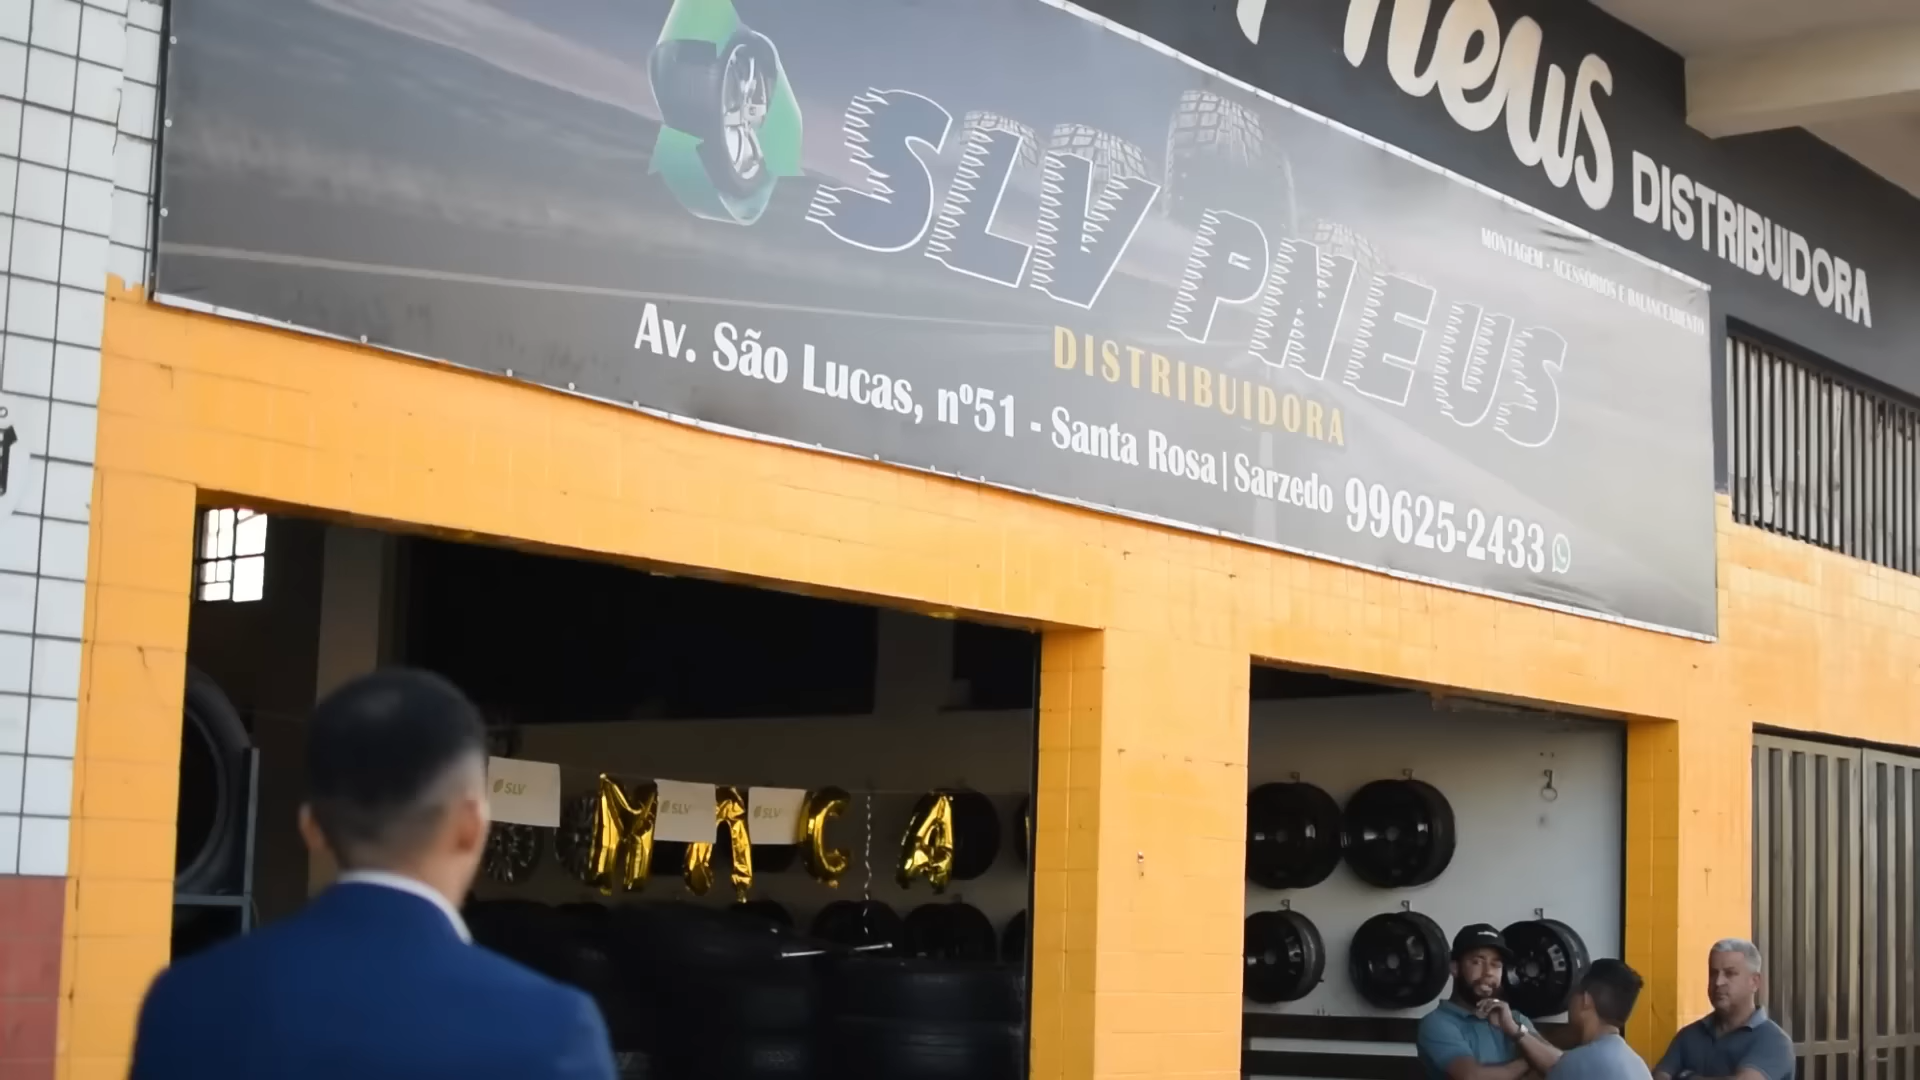 Pneus DISTRIBUIDORA
SLV PNEUS
MONTAGEM - ACESSÓRIOS E BALANCEAMENTO
DISTRIBUIDORA
Av. São Lucas, nº51 - Santa Rosa | Sarzedo 99625-2433
SLV
SLV
SLV
M
C A